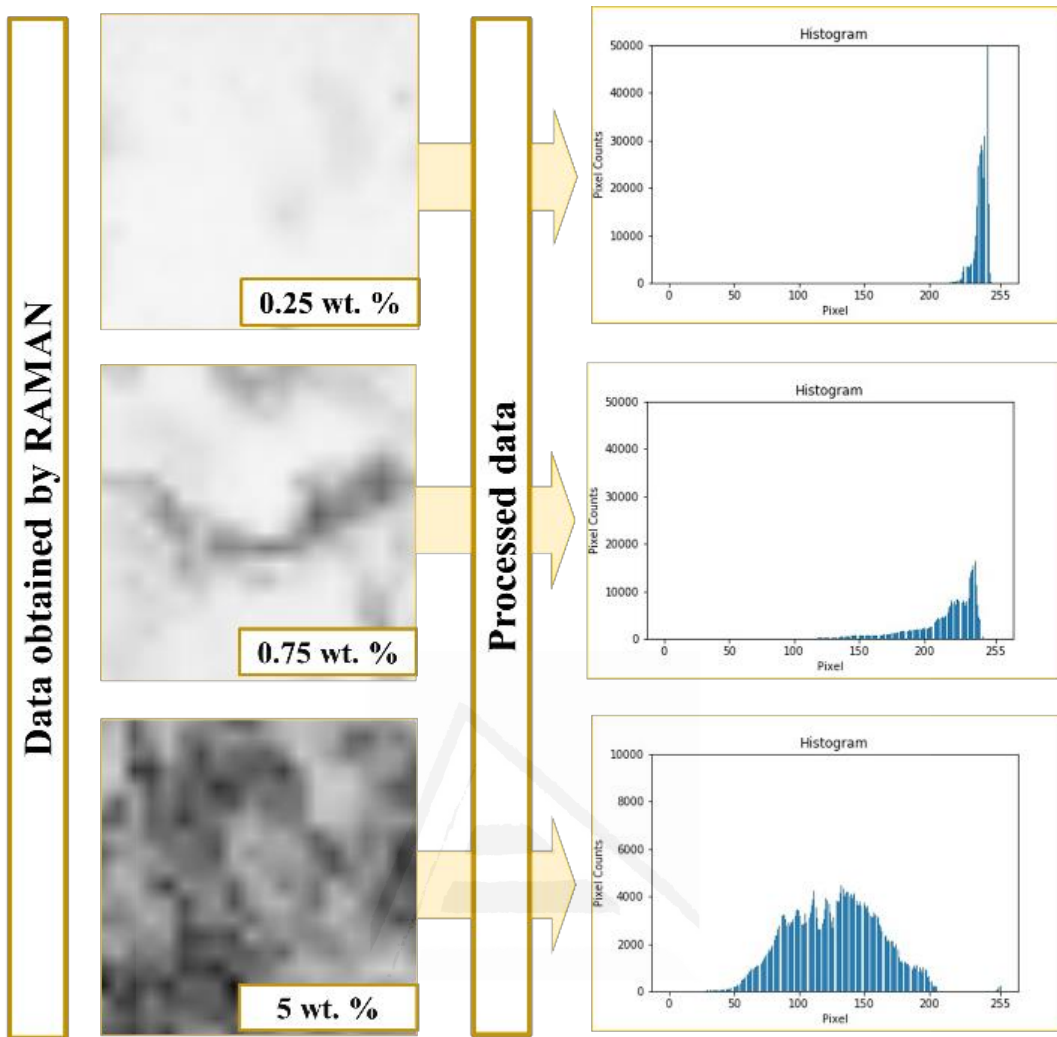 Data obtained by RAMAN
0.25 wt. %
0.75 wt. %
5 wt. %
Processed data
Histogram
50000
40000
30000
20000
10000
0
Pixel Counts
0 50 100 150 200 255
Pixel
Histogram
50000
40000
30000
20000
10000
0
Pixel Counts
0 50 100 150 200 255
Pixel
Histogram
10000
8000
6000
4000
2000
0
Pixel Counts
0 50 100 150 200 255
Pixel